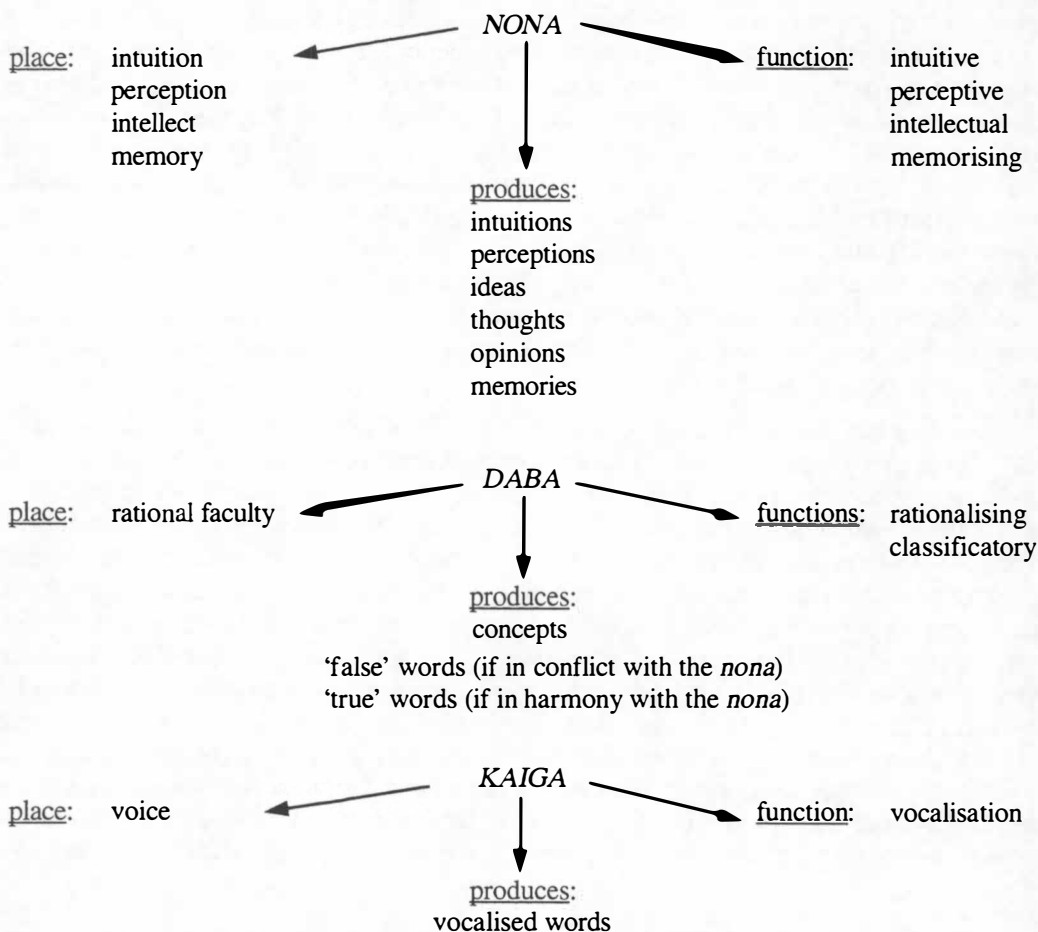 NONA
place: intuition
perception
intellect
memory
function: intuitive
perceptive
intellectual
memorising
produces:
intuitions
perceptions
ideas
thoughts
opinions
memories
DABA
place: rational faculty
functions: rationalising
classificatory
produces:
concepts
‘false’ words (if in conflict with the nona)
‘true’ words (if in harmony with the nona)
KAIGA
place: voice
function: vocalisation
produces:
vocalised words